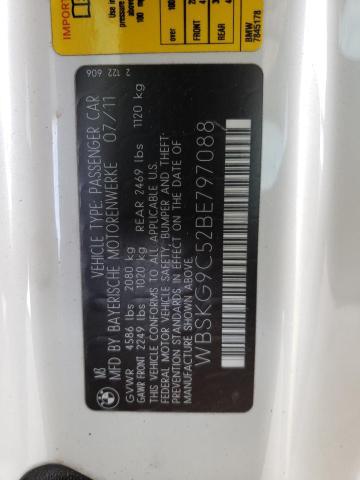 2 122 606
VEHICLE TYPE: PASSENGER CAR
MFD BY BAYERISCHE MOTORENWERKE 07/11
GVWR 4586 lbs 2080 kg
GAWR FRONT 2249 lbs 1020 kg REAR 2469 lbs 1120 kg
THIS VEHICLE CONFORMS TO ALL APPLICABLE U.S.
FEDERAL MOTOR VEHICLE SAFETY, BUMPER, AND THEFT-
PREVENTION STANDARDS IN EFFECT ON THE DATE OF
MANUFACTURE SHOWN ABOVE.
WBSKG9C52BE797088
over 100
FRONT
REAR
BMW
7845178